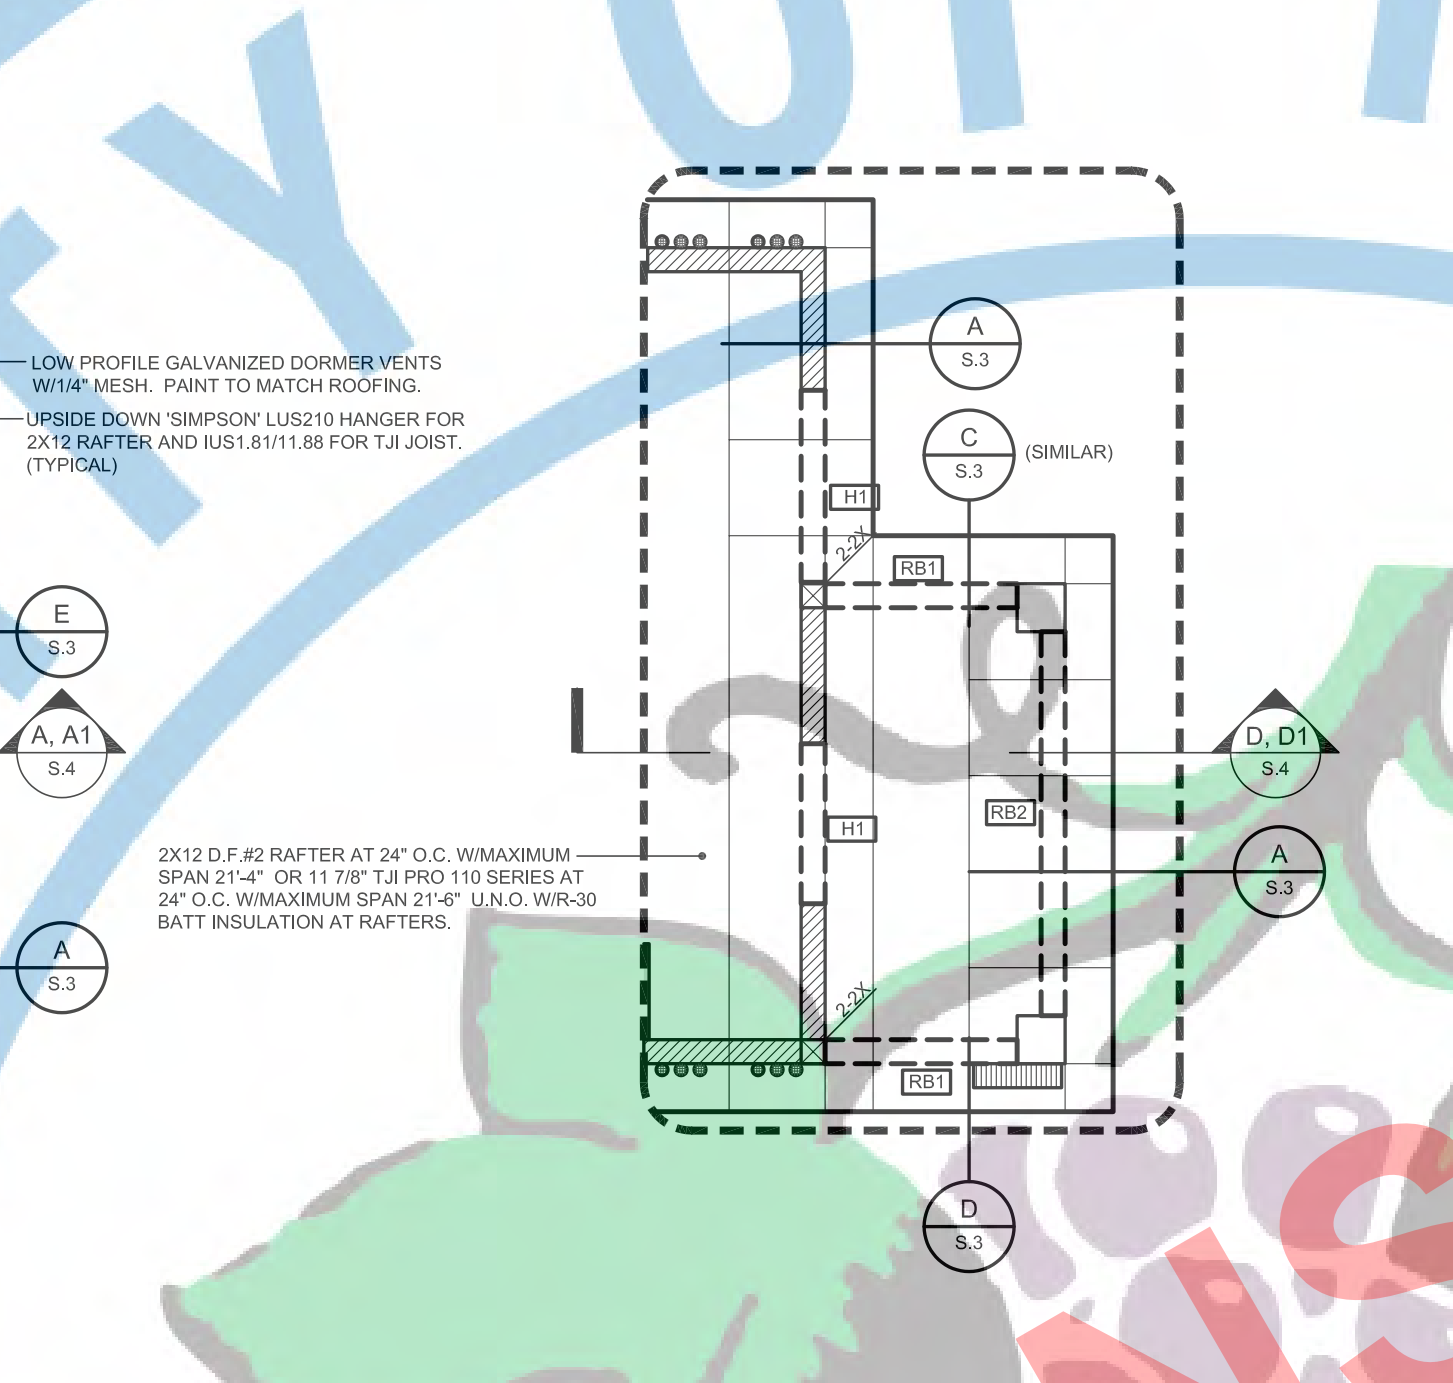 LOW PROFILE GALVANIZED DORMER VENTS
W/1/4" MESH. PAINT TO MATCH ROOFING.
UPSIDE DOWN 'SIMPSON' LUS210 HANGER FOR
2X12 RAFTER AND IUS1.81/11.88 FOR TJI JOIST.
(TYPICAL)
A
S.3
C
S.3
(SIMILAR)
H1
2-2X
RB1
E
S.3
A, A1
S.4
D, D1
S.4
RB2
H1
2X12 D.F.#2 RAFTER AT 24" O.C. W/MAXIMUM
SPAN 21'-4" OR 11 7/8" TJI PRO 110 SERIES AT
24" O.C. W/MAXIMUM SPAN 21'-6" U.N.O. W/R-30
BATT INSULATION AT RAFTERS.
A
S.3
A
S.3
2-2X
RB1
D
S.3